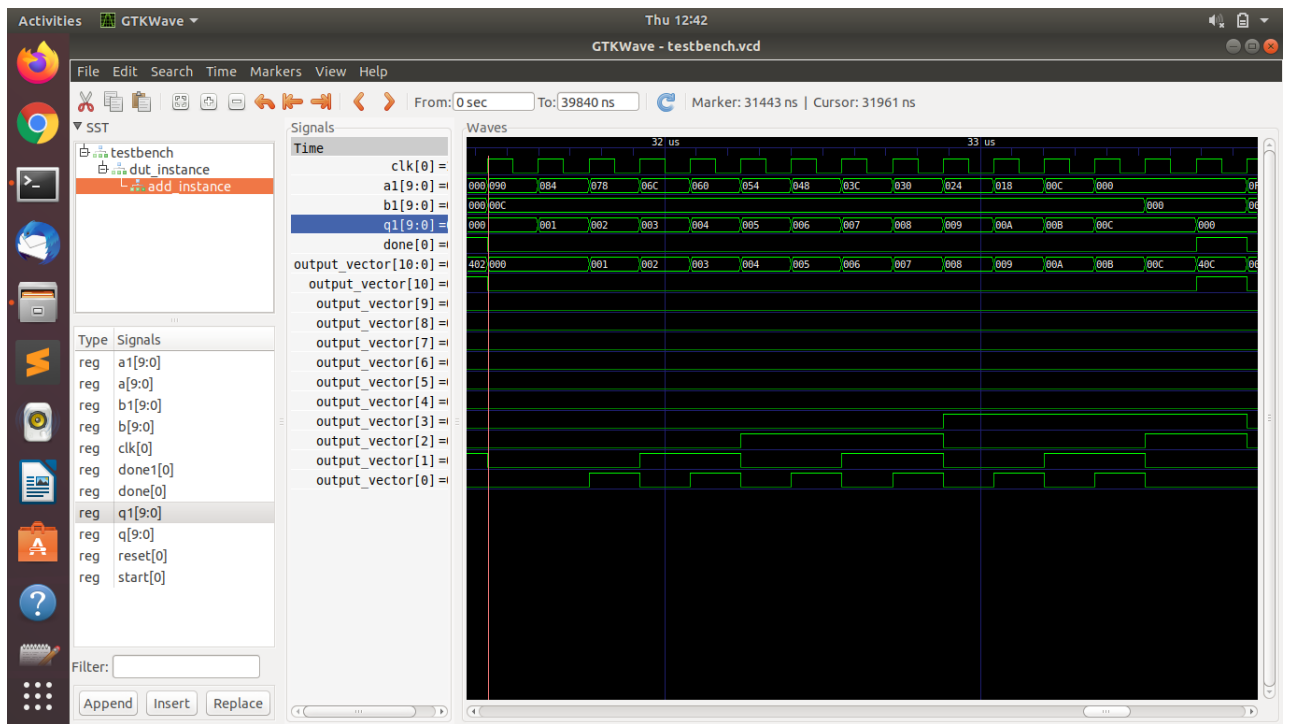 Activities GTKWave Thu 12:42
GTKWave - testbench.vcd
File Edit Search Time Markers View Help
From: 0 sec To: 39840 ns Marker: 31443 ns | Cursor: 31961 ns
SST
testbench
dut_instance
add_instance
Type Signals
reg a1[9:0]
reg a[9:0]
reg b1[9:0]
reg b[9:0]
reg clk[0]
reg done1[0]
reg done[0]
reg q1[9:0]
reg q[9:0]
reg reset[0]
reg start[0]
Filter:
Append Insert Replace
Signals
Time
clk[0] =
a1[9:0] =
b1[9:0] =
q1[9:0] =
done[0] =
output_vector[10:0] =
output_vector[10] =
output_vector[9] =
output_vector[8] =
output_vector[7] =
output_vector[6] =
output_vector[5] =
output_vector[4] =
output_vector[3] =
output_vector[2] =
output_vector[1] =
output_vector[0] =
Waves
32 us 33 us
000 090 084 078 06C 060 054 048 03C 030 024 018 00C 000
000 00C 000
000 001 002 003 004 005 006 007 008 009 00A 00B 00C 000
402 000 001 002 003 004 005 006 007 008 009 00A 00B 00C 40C